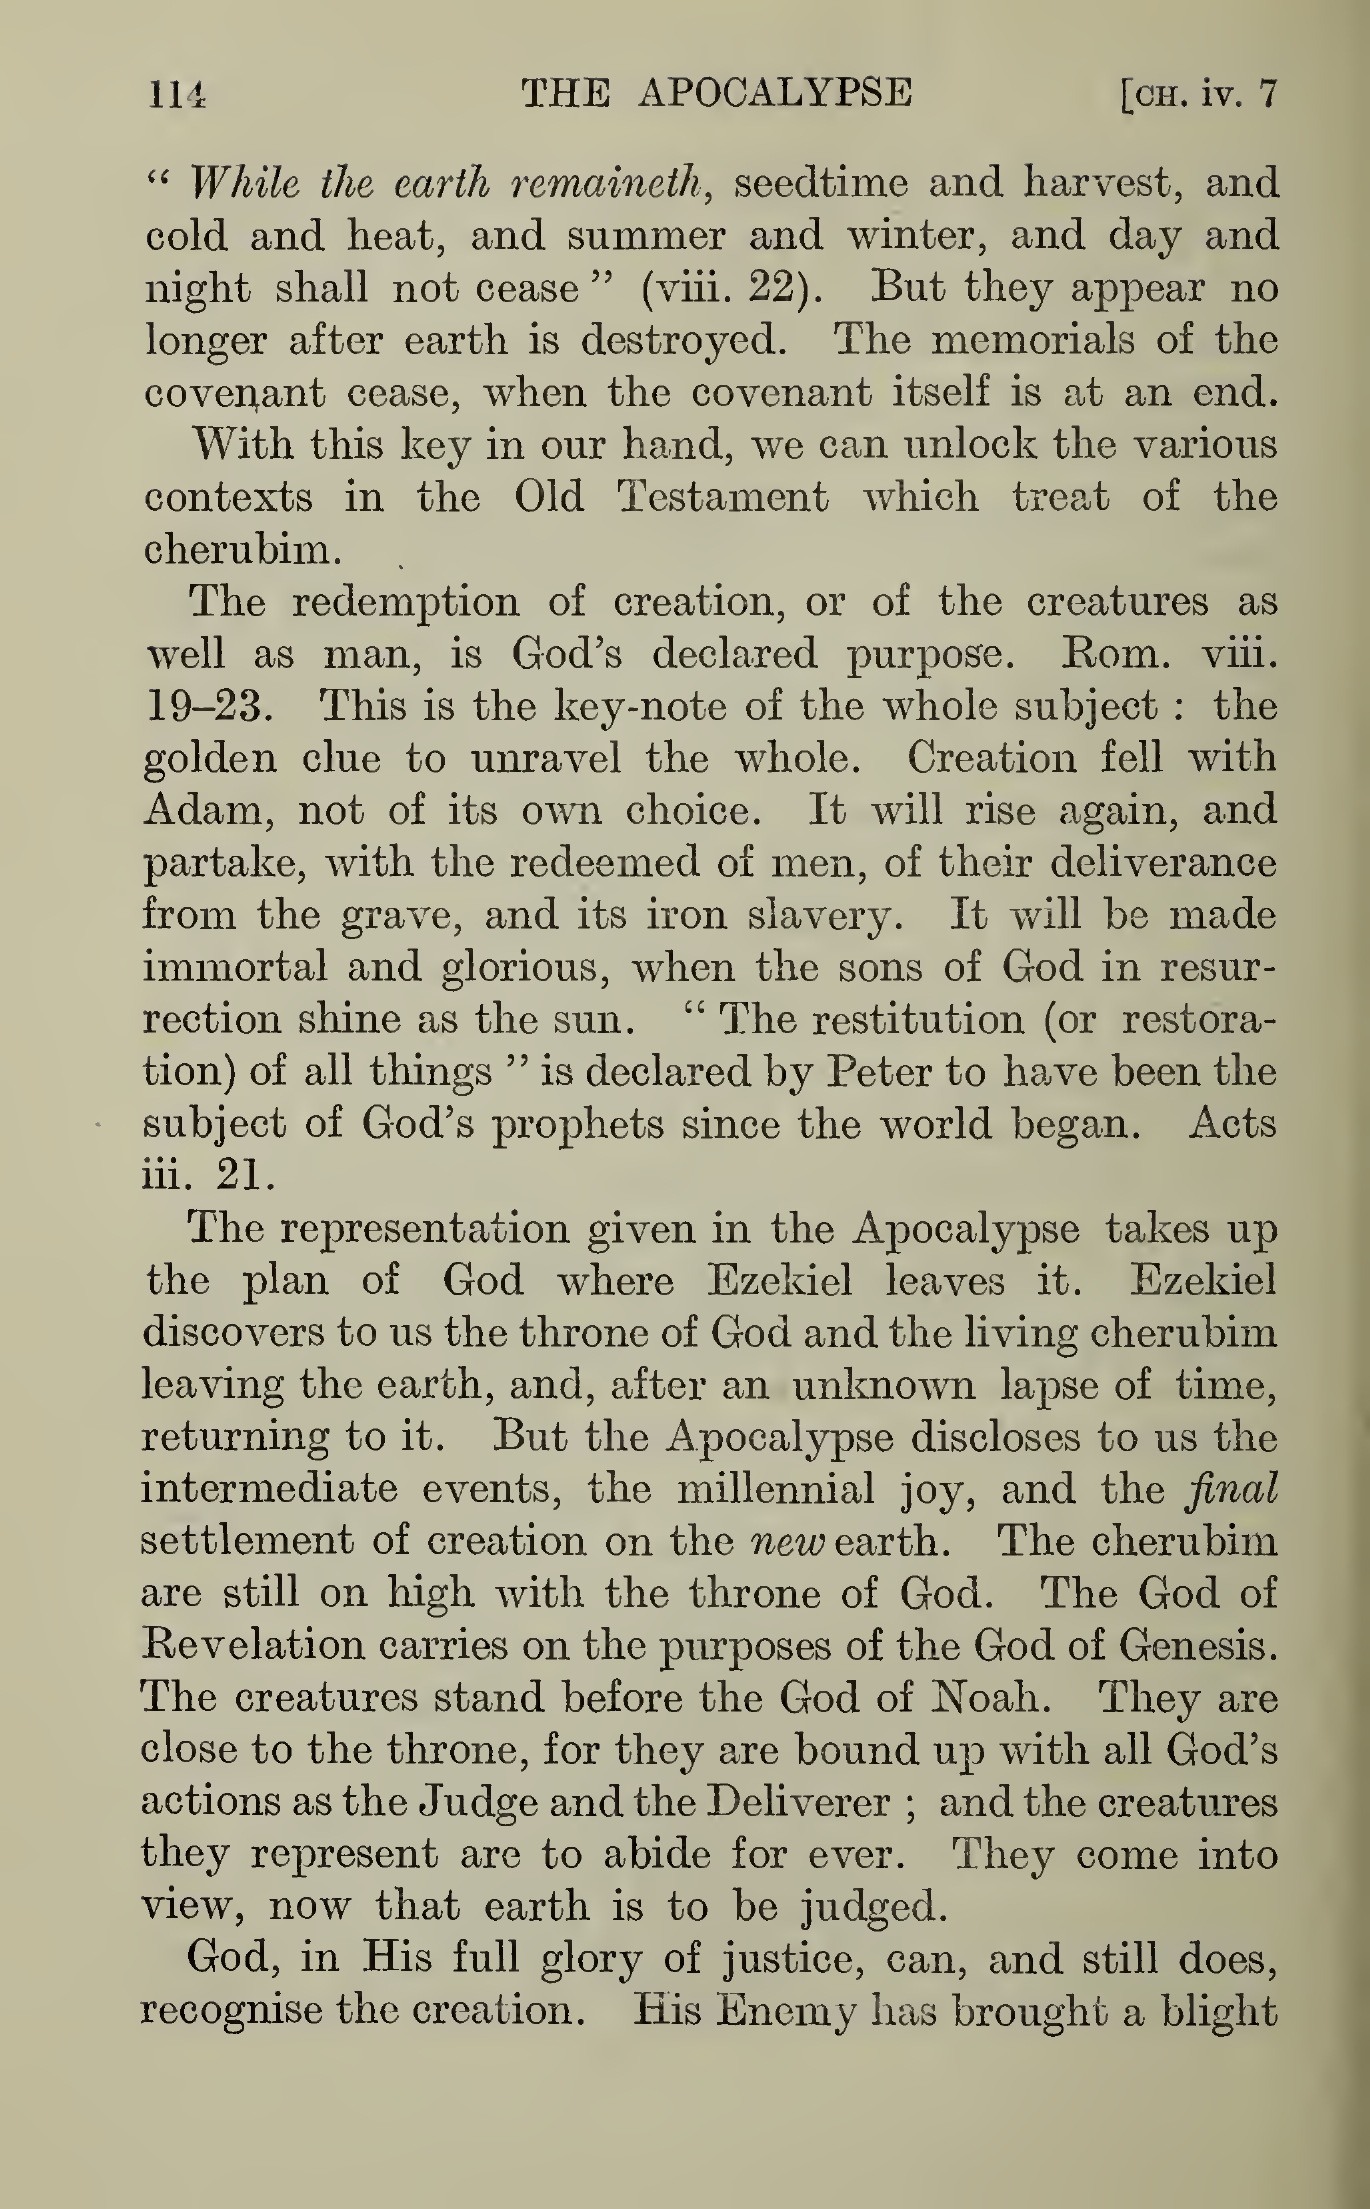 114 THE APOCALYPSE [CH. iv. 7
“ While the earth remaineth, seedtime and harvest, and
cold and heat, and summer and winter, and day and
night shall not cease ” (viii. 22). But they appear no
longer after earth is destroyed. The memorials of the
covenant cease, when the covenant itself is at an end.
With this key in our hand, we can unlock the various
contexts in the Old Testament which treat of the
cherubim.
The redemption of creation, or of the creatures as
well as man, is God’s declared purpose. Rom. viii.
19–23. This is the key-note of the whole subject : the
golden clue to unravel the whole. Creation fell with
Adam, not of its own choice. It will rise again, and
partake, with the redeemed of men, of their deliverance
from the grave, and its iron slavery. It will be made
immortal and glorious, when the sons of God in resur-
rection shine as the sun. “ The restitution (or restora-
tion) of all things ” is declared by Peter to have been the
subject of God’s prophets since the world began. Acts
iii. 21.
The representation given in the Apocalypse takes up
the plan of God where Ezekiel leaves it. Ezekiel
discovers to us the throne of God and the living cherubim
leaving the earth, and, after an unknown lapse of time,
returning to it. But the Apocalypse discloses to us the
intermediate events, the millennial joy, and the final
settlement of creation on the new earth. The cherubim
are still on high with the throne of God. The God of
Revelation carries on the purposes of the God of Genesis.
The creatures stand before the God of Noah. They are
close to the throne, for they are bound up with all God’s
actions as the Judge and the Deliverer ; and the creatures
they represent are to abide for ever. They come into
view, now that earth is to be judged.
God, in His full glory of justice, can, and still does,
recognise the creation. His Enemy has brought a blight